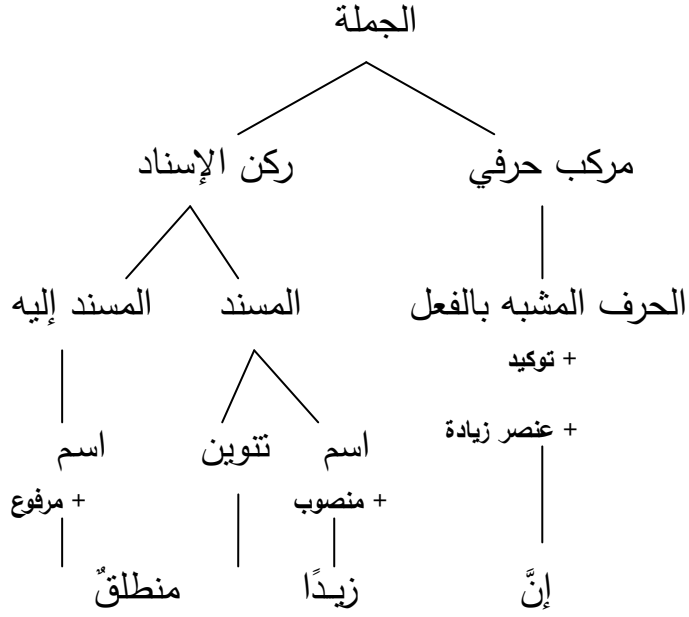 الجملة
مركب حرفي ركن الإسناد
الحرف المشبه بالفعل المسند المسند إليه
+ توكيد
+ عنصر زيادة اسم تنوين اسم
+ منصوب + مرفوع
إنَّ زيـدًا منطلقٌ